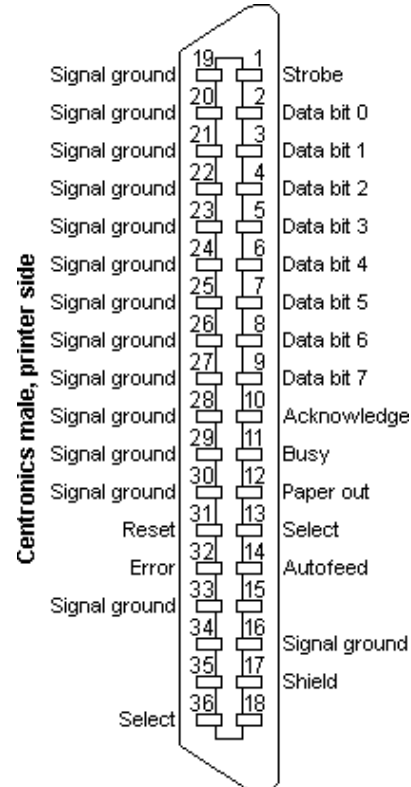 Centronics male, printer side
Signal ground 19 1 Strobe
Signal ground 20 2 Data bit 0
Signal ground 21 3 Data bit 1
Signal ground 22 4 Data bit 2
Signal ground 23 5 Data bit 3
Signal ground 24 6 Data bit 4
Signal ground 25 7 Data bit 5
Signal ground 26 8 Data bit 6
Signal ground 27 9 Data bit 7
Signal ground 28 10 Acknowledge
Signal ground 29 11 Busy
Signal ground 30 12 Paper out
Reset 31 13 Select
Error 32 14 Autofeed
Signal ground 33 15
34 16 Signal ground
35 17 Shield
Select 36 18